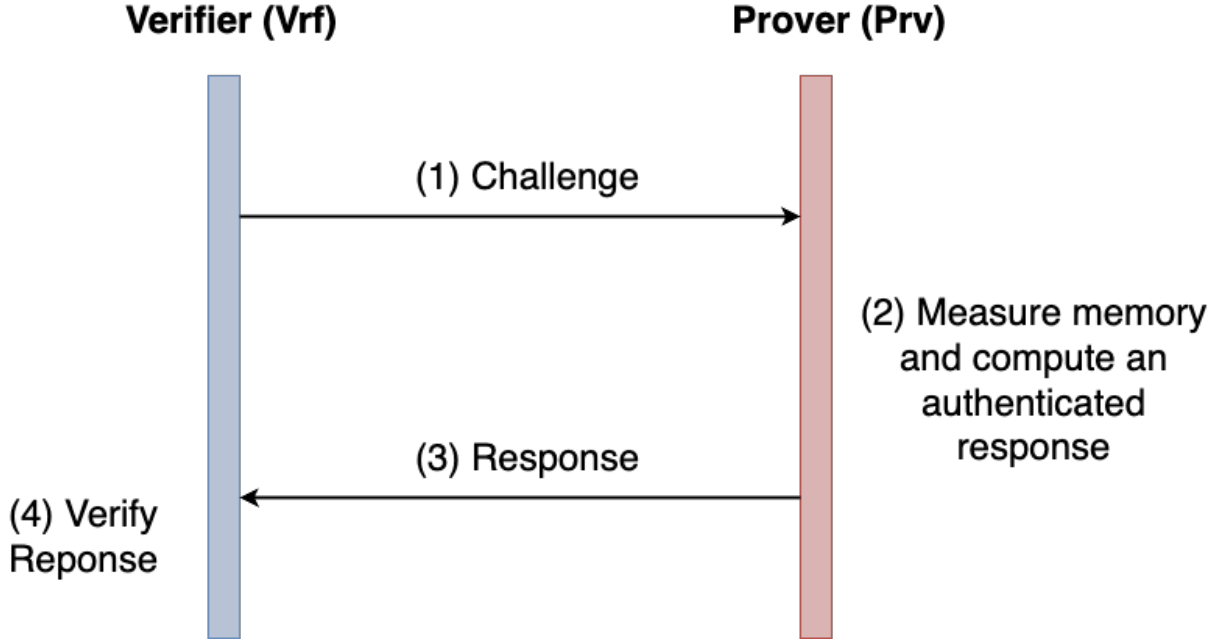 Verifier (Vrf)
Prover (Prv)
(1) Challenge
(2) Measure memory
and compute an
authenticated
response
(3) Response
(4) Verify
Reponse